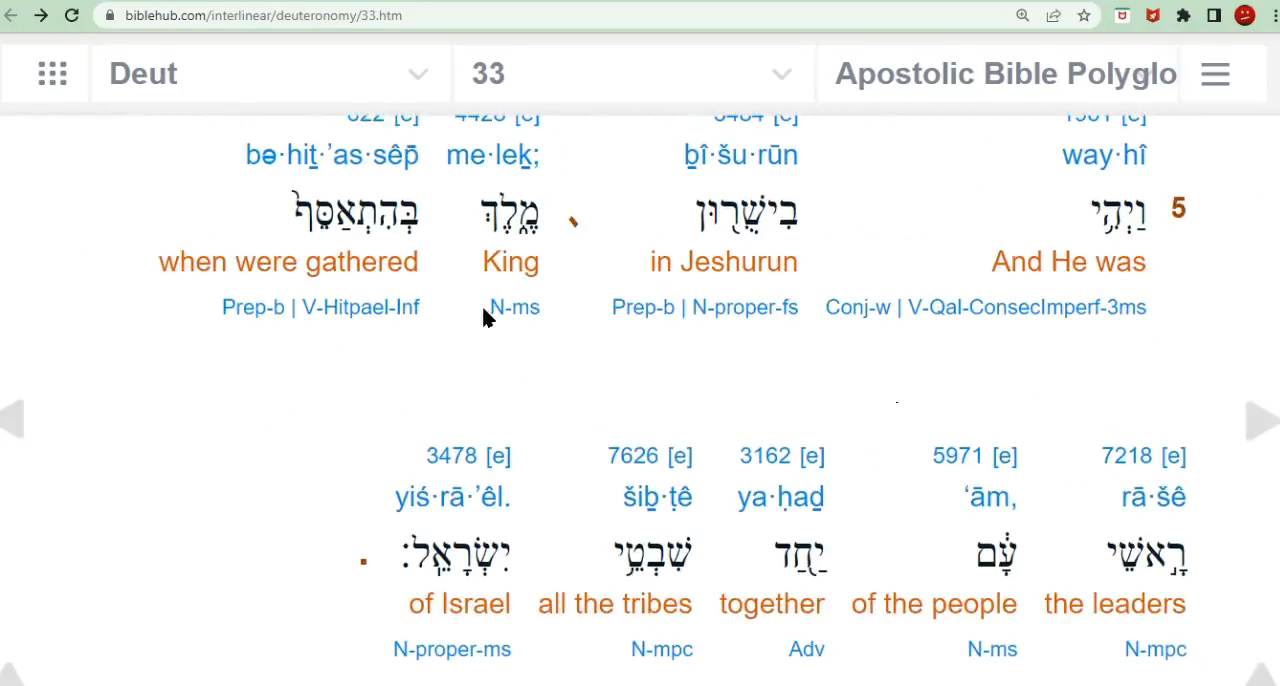 biblehub.com/interlinear/deuteronomy/33.htm
Deut 33 Apostolic Bible Polyglo
622 [e] 4428 [e] 3484 [e] 1961 [e]
bə·hiṯ·’as·sêp̄ me·leḵ; ḇî·šu·rūn way·hî
5 וַיְהִ֥י בִישֻׁר֖וּן מֶ֑לֶךְ בְּהִתְאַסֵּף֙
when were gathered King in Jeshurun And He was
Prep-b | V-Hitpael-Inf N-ms Prep-b | N-proper-fs Conj-w | V-Qal-ConsecImperf-3ms
3478 [e] 7626 [e] 3162 [e] 5971 [e] 7218 [e]
yiś·rā·’êl. šiḇ·ṭê ya·ḥaḏ ‘ām, rā·šê
רָ֣אשֵׁי עָ֔ם יַ֖חַד שִׁבְטֵ֥י יִשְׂרָאֵֽל׃
of Israel all the tribes together of the people the leaders
N-proper-ms N-mpc Adv N-ms N-mpc